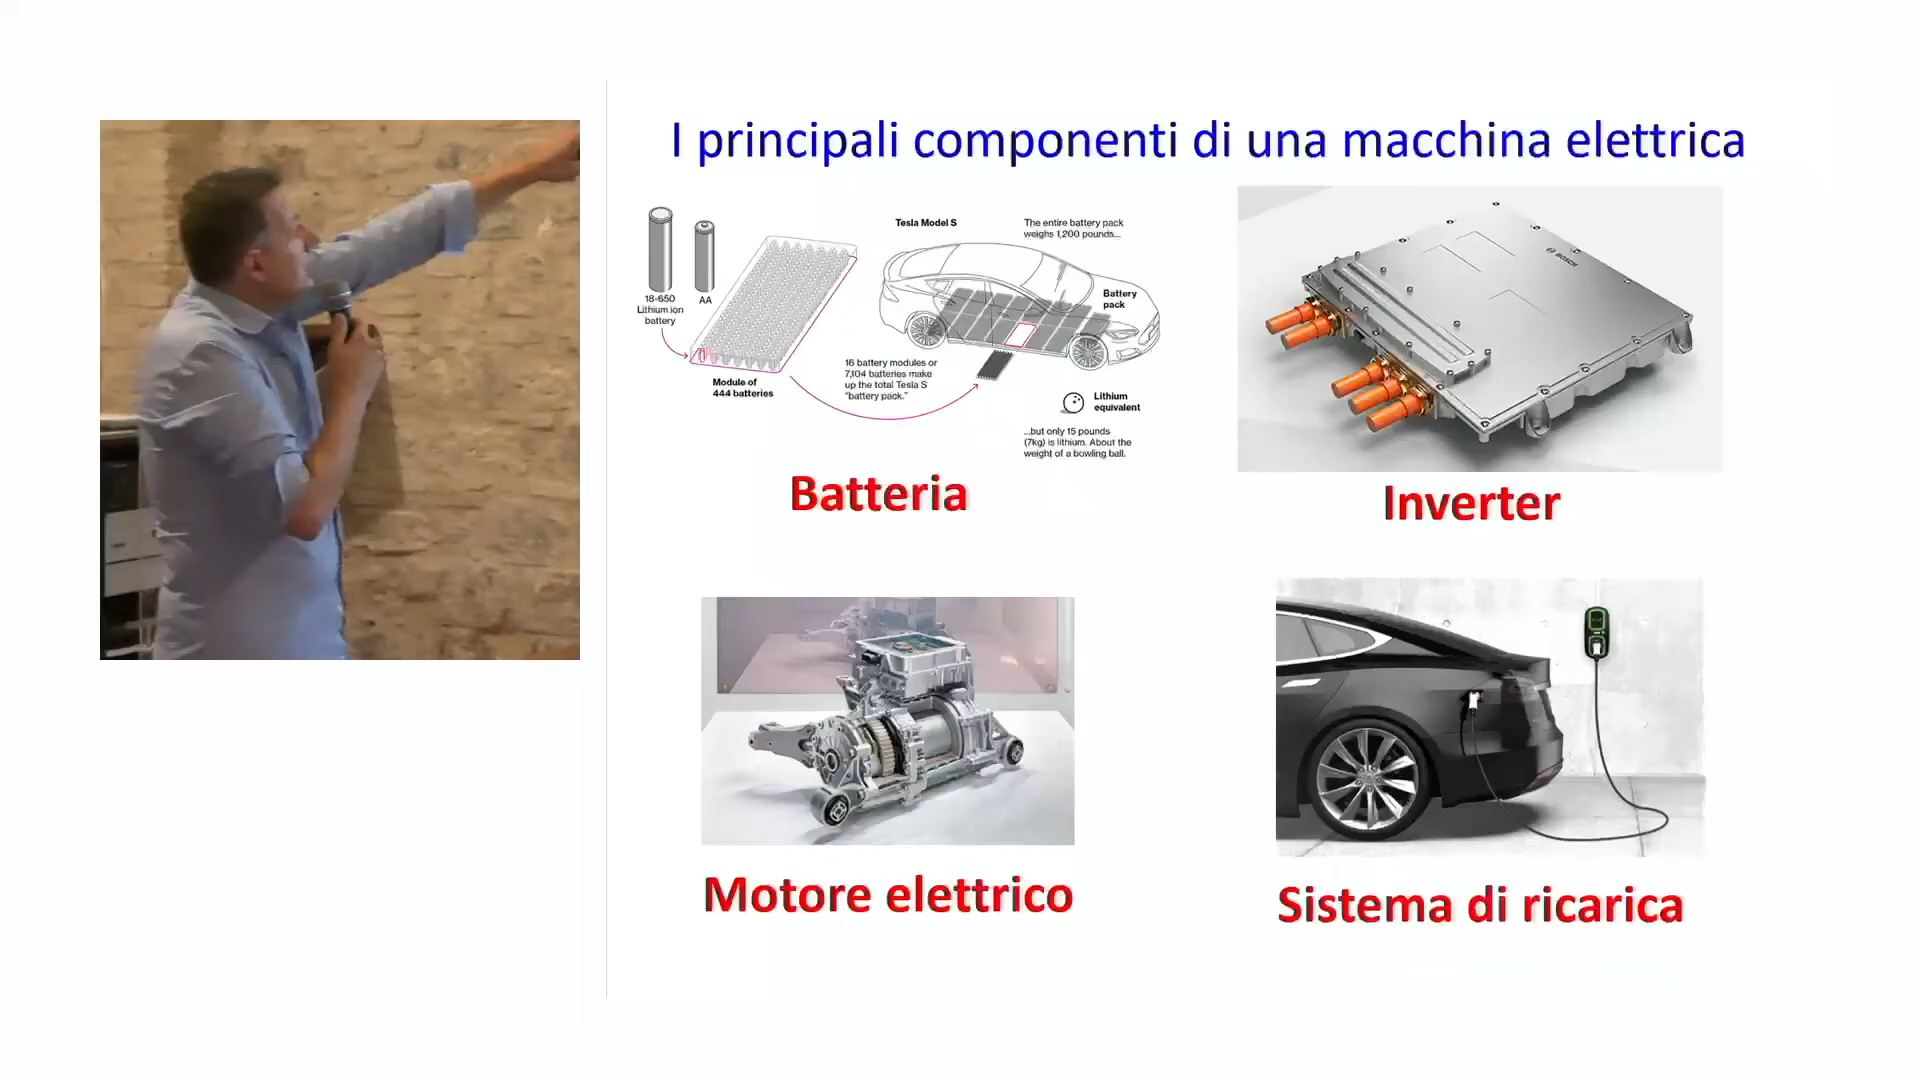 I principali componenti di una macchina elettrica
Tesla Model S
The entire battery pack
weighs 1,200 pounds...
18-650
Lithium ion
battery
AA
Battery
pack
16 battery modules or
7,104 batteries make
up the total Tesla S
"battery pack."
Module of
444 batteries
Lithium
equivalent
...but only 15 pounds
(7kg) is lithium. About the
weight of a bowling ball.
Batteria
BOSCH
Inverter
Motore elettrico
Sistema di ricarica